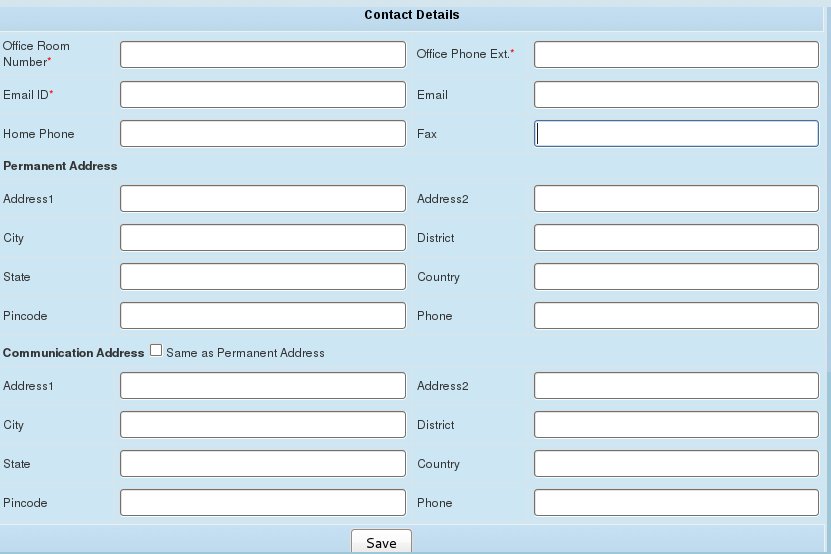 Contact Details
Office Room
Number*
Office Phone Ext.*
Email ID*
Email
Home Phone
Fax
Permanent Address
Address1
Address2
City
District
State
Country
Pincode
Phone
Communication Address Same as Permanent Address
Address1
Address2
City
District
State
Country
Pincode
Phone
Save